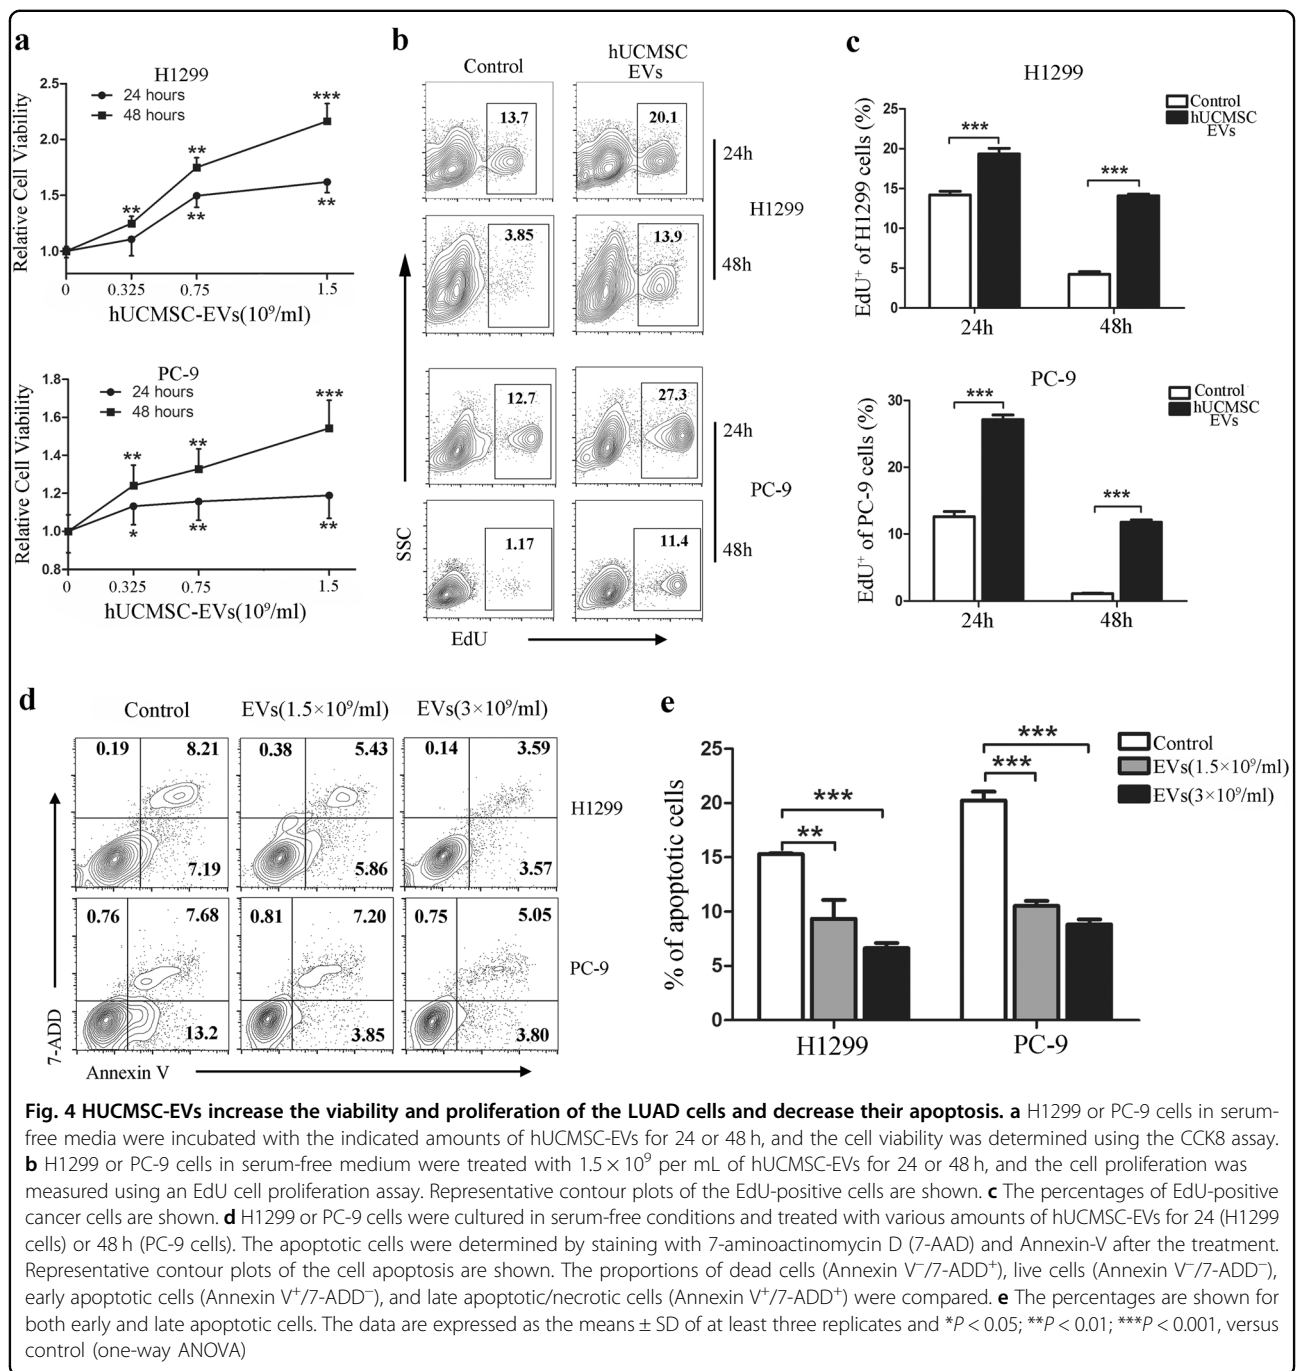 a
H1299
24 hours
48 hours
Relative Cell Viability
2.5
2.0
1.5
1.0
***
**
**
**
**
0 0.325 0.75 1.5
hUCMSC-EVs(10⁹/ml)
PC-9
24 hours
48 hours
Relative Cell Viability
1.8
1.6
1.4
1.2
1.0
0.8
***
**
**
*
**
**
0 0.325 0.75 1.5
hUCMSC-EVs(10⁹/ml)
b
Control
hUCMSC
EVs
13.7 20.1
24h
H1299
3.85 13.9
48h
12.7 27.3
24h
PC-9
1.17 11.4
48h
SSC
EdU
c
H1299
Control
hUCMSC
EVs
EdU⁺ of H1299 cells (%)
25
20
15
10
5
0
***
***
24h 48h
PC-9
Control
hUCMSC
EVs
EdU⁺ of PC-9 cells (%)
30
20
10
0
***
***
24h 48h
d
Control EVs(1.5×10⁹/ml) EVs(3×10⁹/ml)
0.19 8.21 0.38 5.43 0.14 3.59
H1299
7.19 5.86 3.57
0.76 7.68 0.81 7.20 0.75 5.05
PC-9
13.2 3.85 3.80
7-ADD
Annexin V
e
Control
EVs(1.5×10⁹/ml)
EVs(3×10⁹/ml)
% of apoptotic cells
25
20
15
10
5
0
***
**
***
***
H1299 PC-9
Fig. 4 HUCMSC-EVs increase the viability and proliferation of the LUAD cells and decrease their apoptosis. a H1299 or PC-9 cells in serum-
free media were incubated with the indicated amounts of hUCMSC-EVs for 24 or 48 h, and the cell viability was determined using the CCK8 assay.
b H1299 or PC-9 cells in serum-free medium were treated with 1.5 × 10⁹ per mL of hUCMSC-EVs for 24 or 48 h, and the cell proliferation was
measured using an EdU cell proliferation assay. Representative contour plots of the EdU-positive cells are shown. c The percentages of EdU-positive
cancer cells are shown. d H1299 or PC-9 cells were cultured in serum-free conditions and treated with various amounts of hUCMSC-EVs for 24 (H1299
cells) or 48 h (PC-9 cells). The apoptotic cells were determined by staining with 7-aminoactinomycin D (7-AAD) and Annexin-V after the treatment.
Representative contour plots of the cell apoptosis are shown. The proportions of dead cells (Annexin V⁻/7-ADD⁺), live cells (Annexin V⁻/7-ADD⁻),
early apoptotic cells (Annexin V⁺/7-ADD⁻), and late apoptotic/necrotic cells (Annexin V⁺/7-ADD⁺) were compared. e The percentages are shown for
both early and late apoptotic cells. The data are expressed as the means ± SD of at least three replicates and *P < 0.05; **P < 0.01; ***P < 0.001, versus
control (one-way ANOVA)